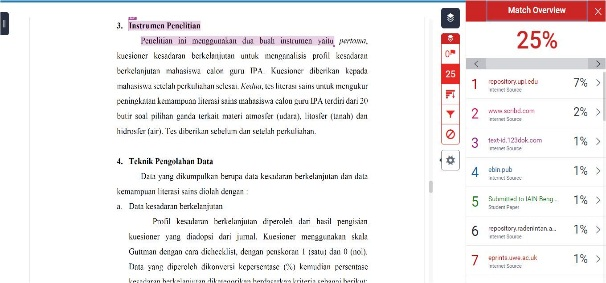 3. Instrumen Penelitian
Penelitian ini menggunakan dua buah instrumen yaitu pertama,
kuesioner kesadaran berkelanjutan untuk menganalisis profil kesadaran
berkelanjutan mahasiswa calon guru IPA. Kuesioner diberikan kepada
mahasiswa setelah perkuliahan selesai. Kedua, tes literasi sains untuk mengukur
peningkatan kemampuan literasi sains mahasiswa calon guru IPA terdiri dari 20
butir soal pilihan ganda terkait materi atmosfer (udara), litosfer (tanah) dan
hidrosfer (air). Tes diberikan sebelum dan setelah perkuliahan.
4. Teknik Pengolahan Data
Data yang dikumpulkan berupa data kesadaran berkelanjutan dan data
kemampuan literasi sains diolah dengan :
a. Data kesadaran berkelanjutan
Profil kesadaran berkelanjutan diperoleh dari hasil pengisian
kuesioner yang diadopsi dari jurnal. Kuesioner menggunakan skala
Guttman dengan cara dichecklist, dengan penskoran 1 (satu) dan 0 (nol).
Data yang diperoleh dikonversi kepersentase (%) kemudian persentase
kesadaran berkelanjutan dikategorikan berdasarkan kriteria sebagai berikut:
0
25
Match Overview
25%
1 repository.upi.edu 7%
Internet Source
2 www.scribd.com 2%
Internet Source
3 text-id.123dok.com 1%
Internet Source
4 ebin.pub 1%
Internet Source
5 Submitted to IAIN Beng... 1%
Student Paper
6 repository.radenintan.a... 1%
Internet Source
7 eprints.uwe.ac.uk 1%
Internet Source